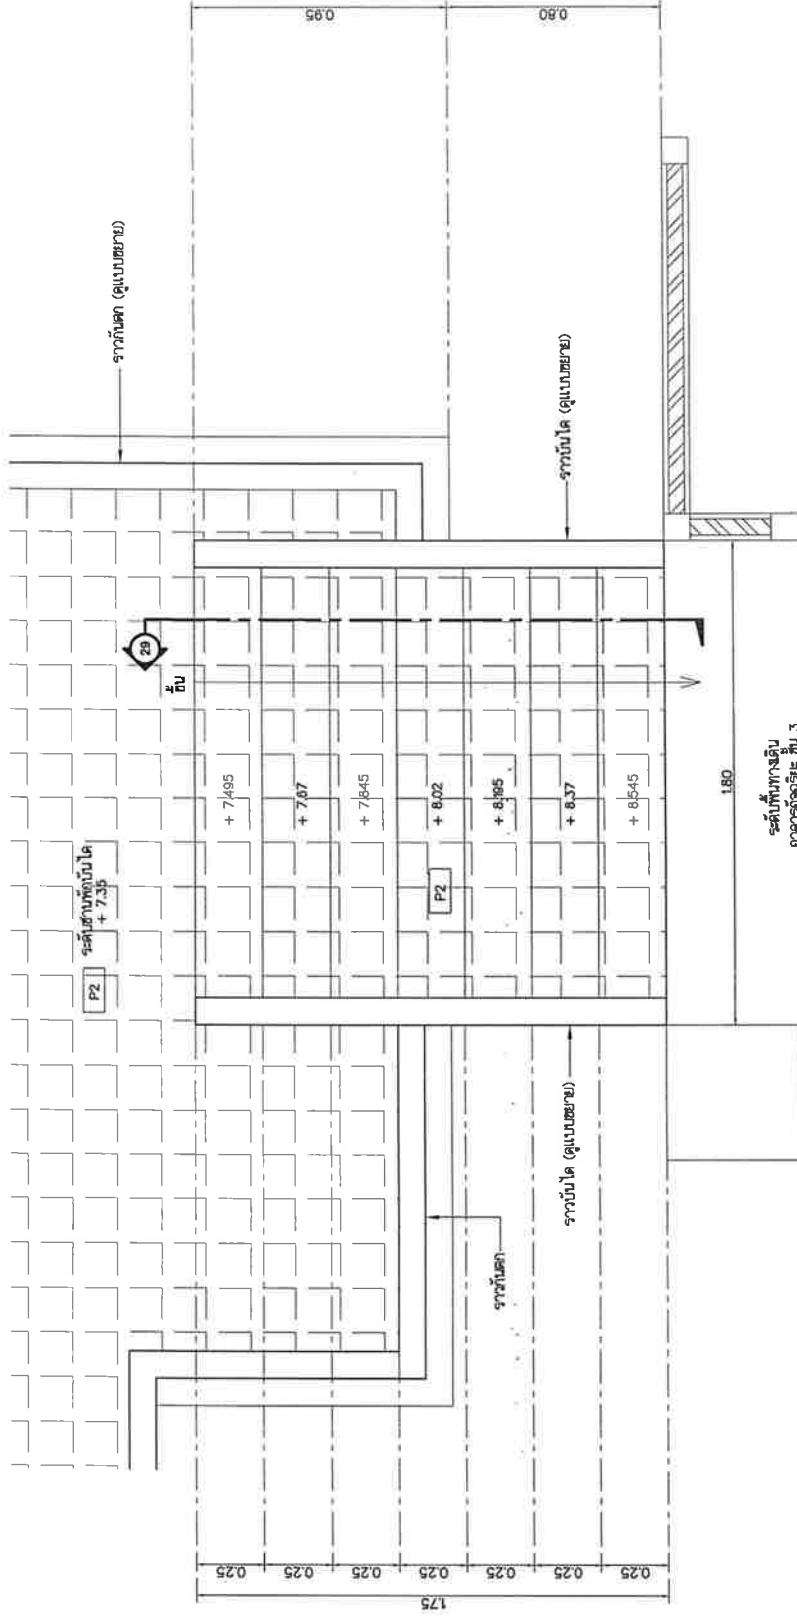 0.95
0.80
ราวกันตก (ดูแบบขยาย)
ราวบันได (ดูแบบขยาย)
29
ขึ้น
ระดับชานพักบันได
+ 7.35
P2
+ 7.495
+ 7.67
+ 7.845
+ 8.02
+ 8.195
+ 8.37
+ 8.545
P2
1.80
ระดับพื้นทางเดิน
ชั้น 3
ราวบันได (ดูแบบขยาย)
ราวกันตก
0.25
0.25
0.25
0.25
0.25
0.25
0.25
1.75